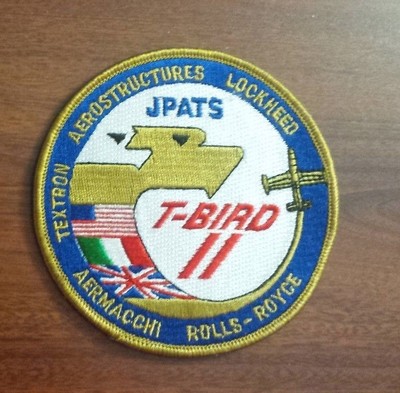 TEXTRON AEROSTRUCTURES LOCKHEED
JPATS
T-BIRD
II
AERMACCHI ROLLS-ROYCE